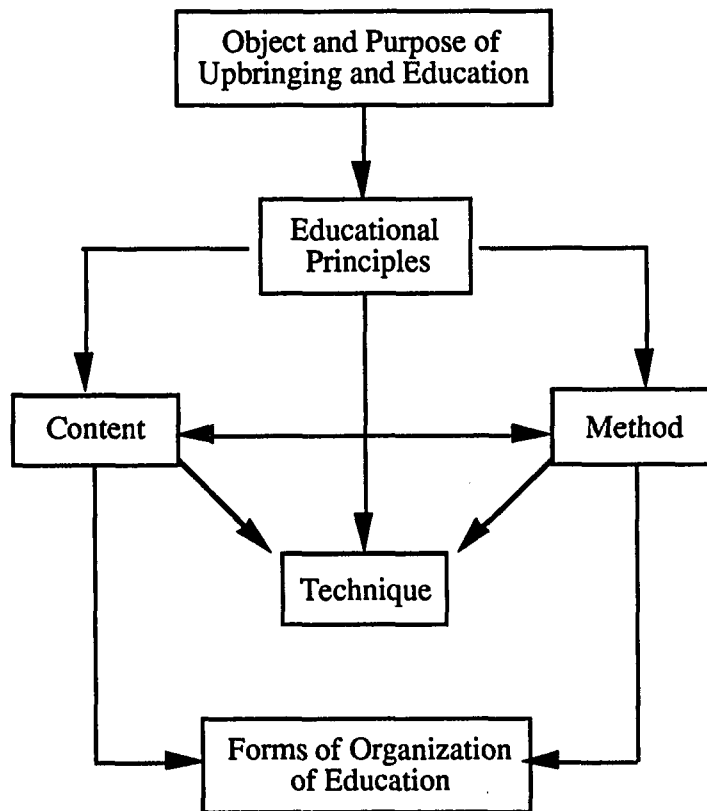 Object and Purpose of
Upbringing and Education
Educational
Principles
Content
Method
Technique
Forms of Organization
of Education